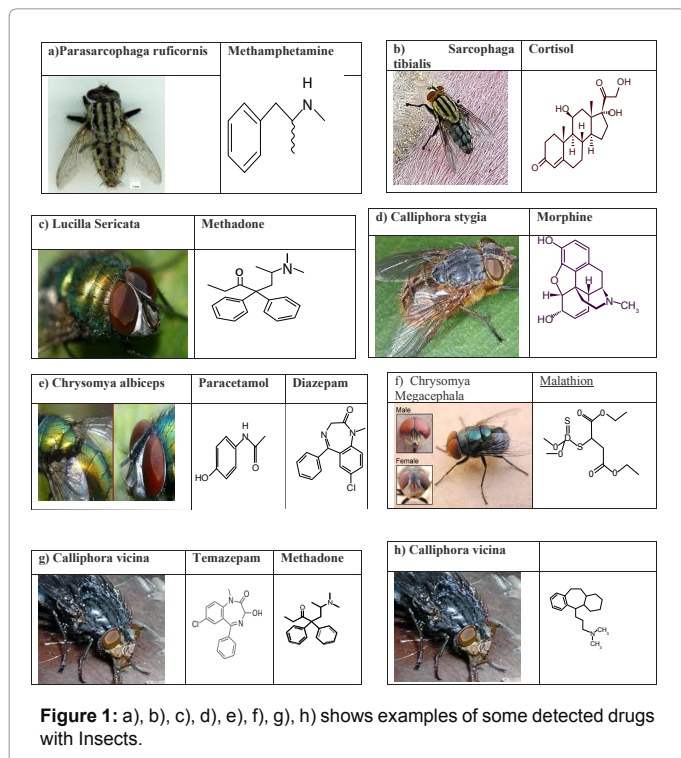 a)Parasarcophaga ruficornis
Methamphetamine
H
N
b) Sarcophaga
tibialis
Cortisol
O
OH
HO
OH
H
H
H
O
c) Lucilla Sericata
Methadone
O
N
d) Calliphora stygia
Morphine
HO
O
H
H
N
CH3
HO
e) Chrysomya albiceps
Paracetamol
Diazepam
H
N
O
HO
O
N
N
Cl
f) Chrysomya
Megacephala
Malathion
Male
Female
S
O
O
P
S
O
O
O
O
g) Calliphora vicina
Temazepam
Methadone
N
O
OH
N
Cl
O
N
h) Calliphora vicina
N
CH3
CH3
Figure 1: a), b), c), d), e), f), g), h) shows examples of some detected drugs
with Insects.